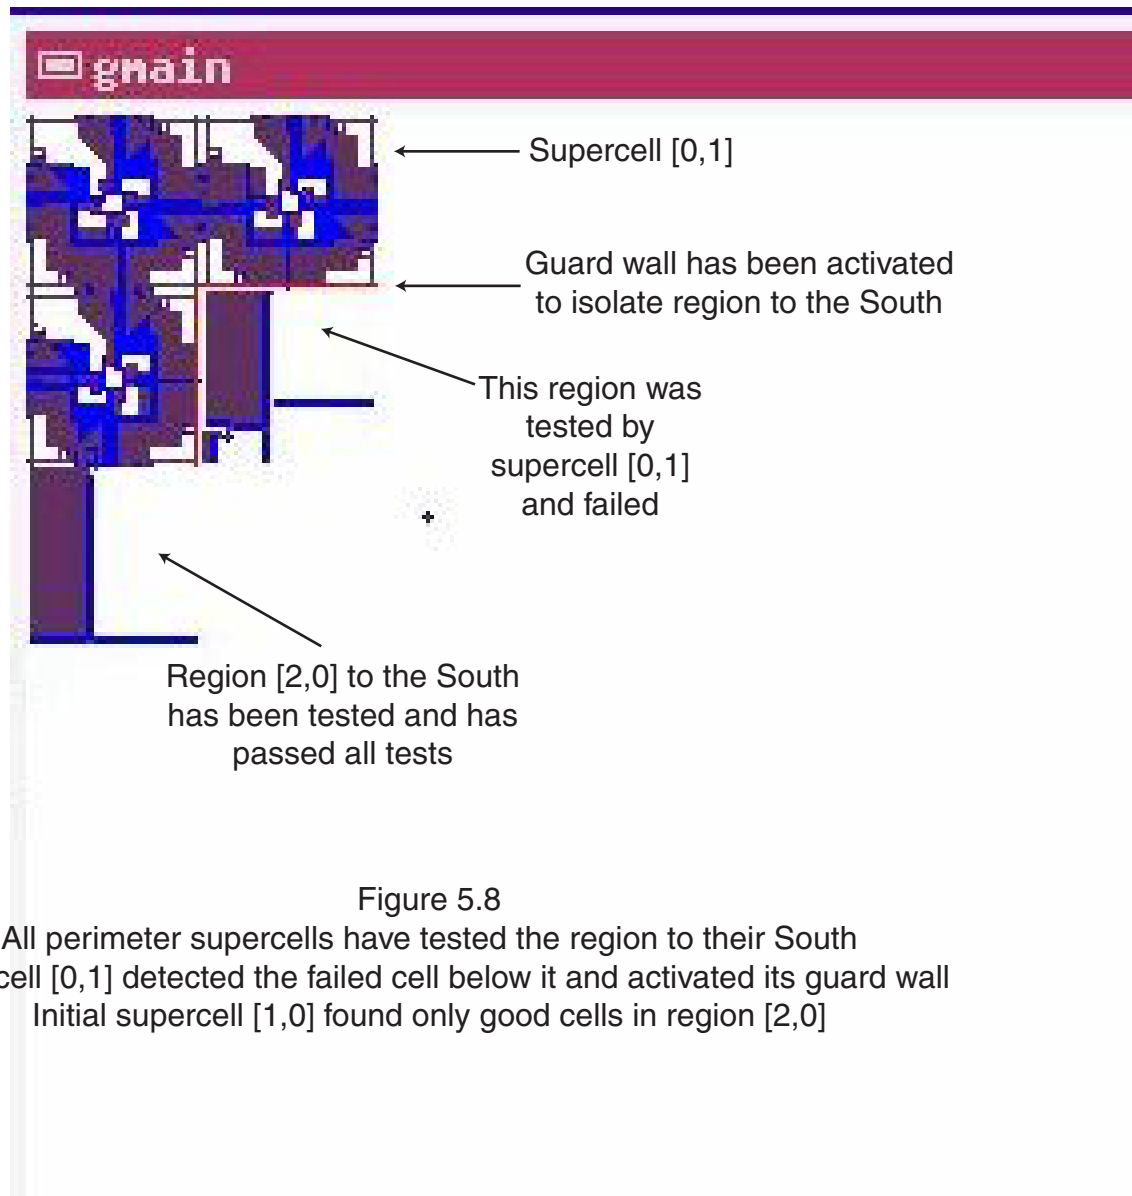 gmain
Supercell [0,1]
Guard wall has been activated
to isolate region to the South
This region was
tested by
supercell [0,1]
and failed
Region [2,0] to the South
has been tested and has
passed all tests
Figure 5.8
All perimeter supercells have tested the region to their South
cell [0,1] detected the failed cell below it and activated its guard wall
Initial supercell [1,0] found only good cells in region [2,0]